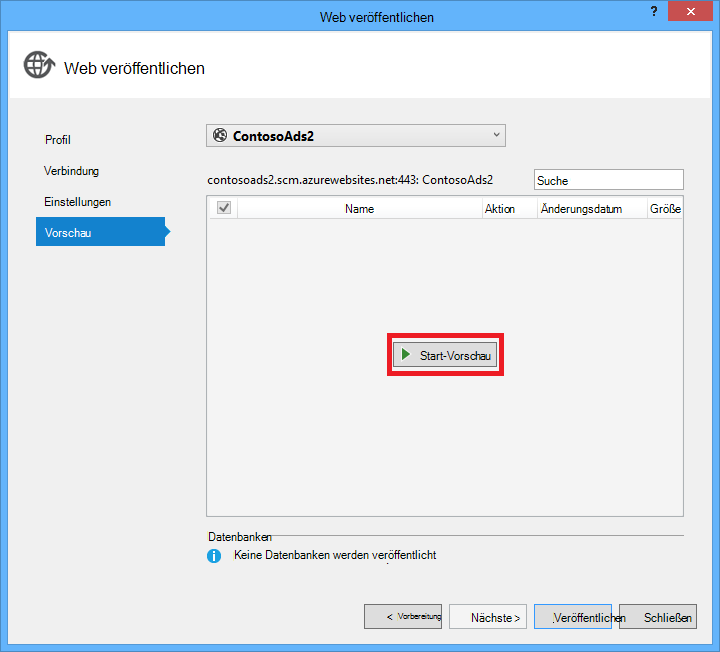 Web veröffentlichen
?
Web veröffentlichen
Profil
Verbindung
Einstellungen
Vorschau
ContosoAds2
contosoads2.scm.azurewebsites.net:443: ContosoAds2
Suche
Name Aktion Änderungsdatum Größe
Start-Vorschau
Datenbanken
Keine Datenbanken werden veröffentlicht
< Vorbereitung Nächste > Veröffentlichen Schließen